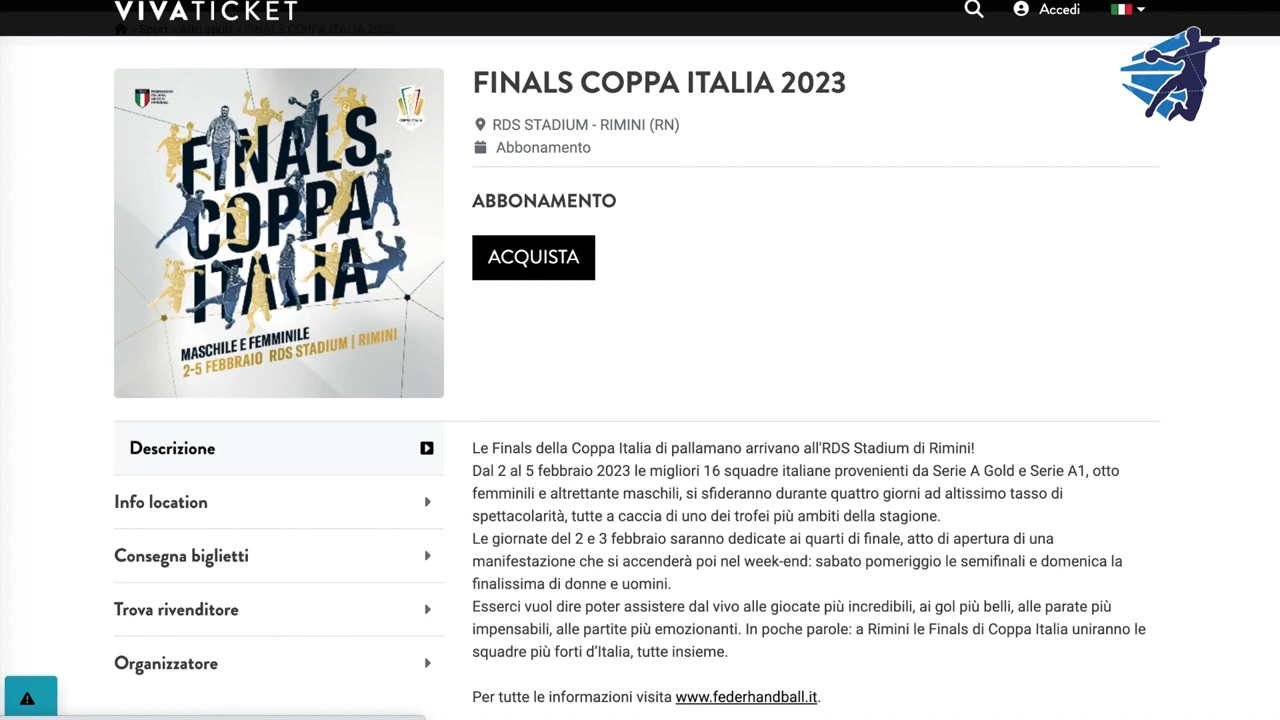 VIVATICKET
Accedi
FINALS
COPPA
ITALIA
MASCHILE E FEMMINILE
2-5 FEBBRAIO RDS STADIUM | RIMINI
FINALS COPPA ITALIA 2023
RDS STADIUM - RIMINI (RN)
Abbonamento
ABBONAMENTO
ACQUISTA
Descrizione
Info location
Consegna biglietti
Trova rivenditore
Organizzatore
Le Finals della Coppa Italia di pallamano arrivano all'RDS Stadium di Rimini!
Dal 2 al 5 febbraio 2023 le migliori 16 squadre italiane provenienti da Serie A Gold e Serie A1, otto
femminili e altrettante maschili, si sfideranno durante quattro giorni ad altissimo tasso di
spettacolarità, tutte a caccia di uno dei trofei più ambiti della stagione.
Le giornate del 2 e 3 febbraio saranno dedicate ai quarti di finale, atto di apertura di una
manifestazione che si accenderà poi nel week-end: sabato pomeriggio le semifinali e domenica la
finalissima di donne e uomini.
Esserci vuol dire poter assistere dal vivo alle giocate più incredibili, ai gol più belli, alle parate più
impensabili, alle partite più emozionanti. In poche parole: a Rimini le Finals di Coppa Italia uniranno le
squadre più forti d’Italia, tutte insieme.
Per tutte le informazioni visita www.federhandball.it.